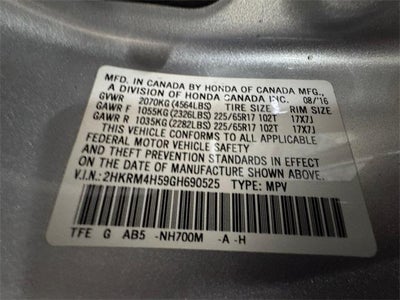 MFD. IN CANADA BY HONDA OF CANADA MFG.,
A DIVISION OF HONDA CANADA INC. 08/16
GVWR 2070KG(4564LBS) TIRE SIZE RIM SIZE
GAWR F 1055KG(2326LBS) 225/65R17 102T 17X7J
GAWR R 1035KG(2282LBS) 225/65R17 102T 17X7J
THIS VEHICLE CONFORMS TO ALL APPLICABLE
FEDERAL MOTOR VEHICLE SAFETY
AND THEFT PREVENTION STANDARDS IN EFFECT
ON THE DATE OF MANUFACTURE SHOWN ABOVE.
V.I.N.: 2HKRM4H59GH690525 TYPE: MPV
TFE G AB5 -NH700M -A -H